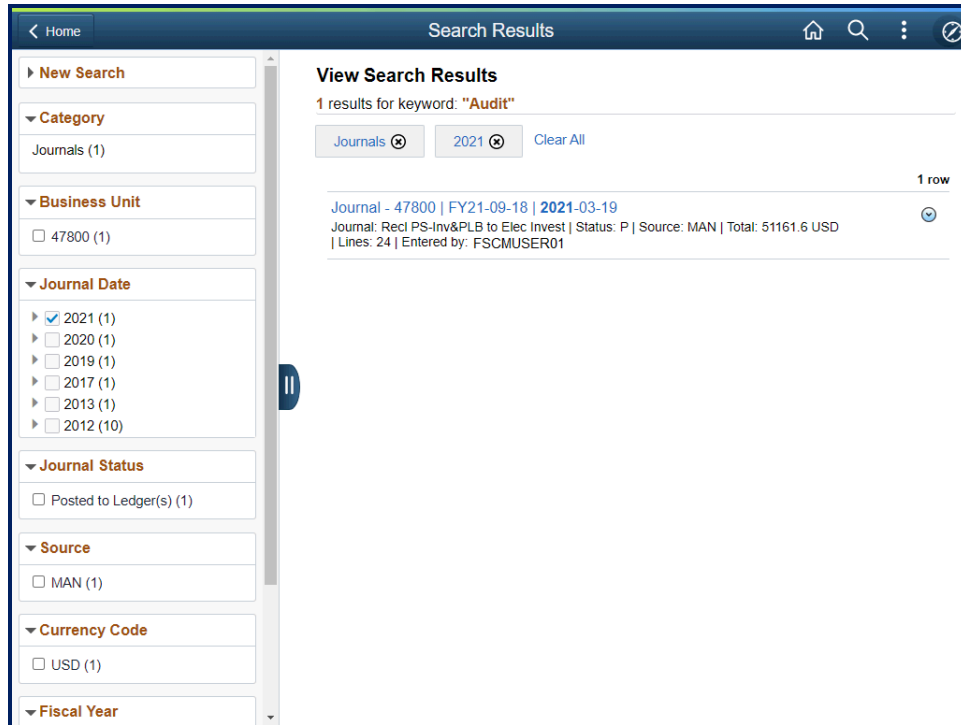 Home
Search Results
New Search
Category
Journals (1)
Business Unit
47800 (1)
Journal Date
2021 (1)
2020 (1)
2019 (1)
2017 (1)
2013 (1)
2012 (10)
Journal Status
Posted to Ledger(s) (1)
Source
MAN (1)
Currency Code
USD (1)
Fiscal Year
View Search Results
1 results for keyword: "Audit"
Journals 2021 Clear All
1 row
Journal - 47800 | FY21-09-18 | 2021-03-19
Journal: Recl PS-Inv&PLB to Elec Invest | Status: P | Source: MAN | Total: 51161.6 USD
| Lines: 24 | Entered by: FSCMUSER01